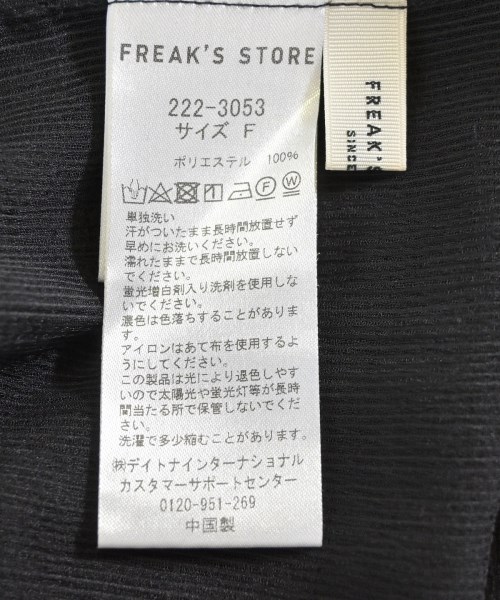 FREAK'S STORE
222-3053
サイズ F
ポリエステル 100%
F W
単独洗い
汗がついたまま長時間放置せず
早めにお洗いください。
濡れたままで長時間放置しない
でください。
蛍光増白剤入り洗剤を使用しな
いでください。
濃色は色落ちすることがありま
す。
アイロンはあて布を使用するよ
うにしてください。
この製品は光により退色しやす
いので太陽光や蛍光灯等が長時
間当たる所で保管しないでくだ
さい。
洗濯で多少縮むことがあります。
㈱デイトナインターナショナル
カスタマーサポートセンター
0120-951-269
中国製
FREAK'S
SINCE